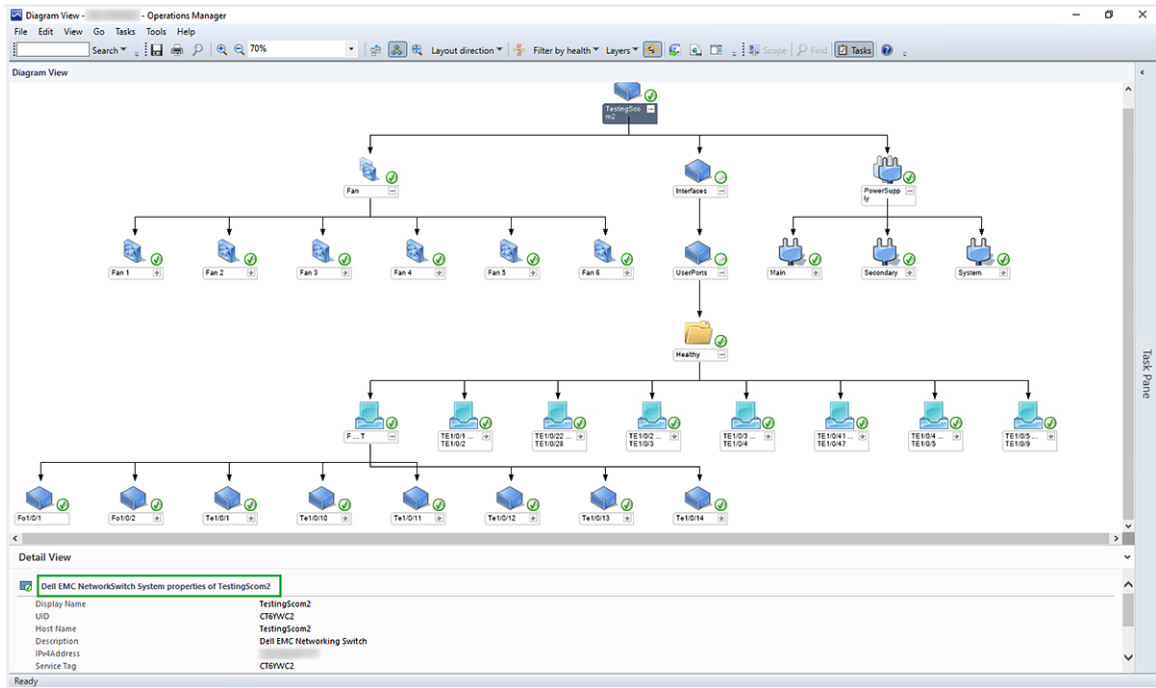 Diagram View - - Operations Manager
File Edit View Go Tasks Tools Help
Search 70% Layout direction Filter by health Layers Scope Find Tasks
Diagram View
TestingSco
m2
Fan Interfaces PowerSupp
ly
Fan 1 Fan 2 Fan 3 Fan 4 Fan 5 Fan 6 UserPorts Main Secondary System
Healthy
F ... T TE1/0/1 ... TE1/0/22 ... TE1/0/2 ... TE1/0/3 ... TE1/0/41 ... TE1/0/4 ... TE1/0/5 ...
TE1/0/2 TE1/0/28 TE1/0/3 TE1/0/4 TE1/0/47 TE1/0/5 TE1/0/9
Fo1/0/1 Fo1/0/2 Te1/0/1 Te1/0/10 Te1/0/11 Te1/0/12 Te1/0/13 Te1/0/14
Task Pane
Detail View
Dell EMC NetworkSwitch System properties of TestingScom2
Display Name TestingScom2
UID CT6YWC2
Host Name TestingScom2
Description Dell EMC Networking Switch
IPv4Address
Service Tag CT6YWC2
Ready